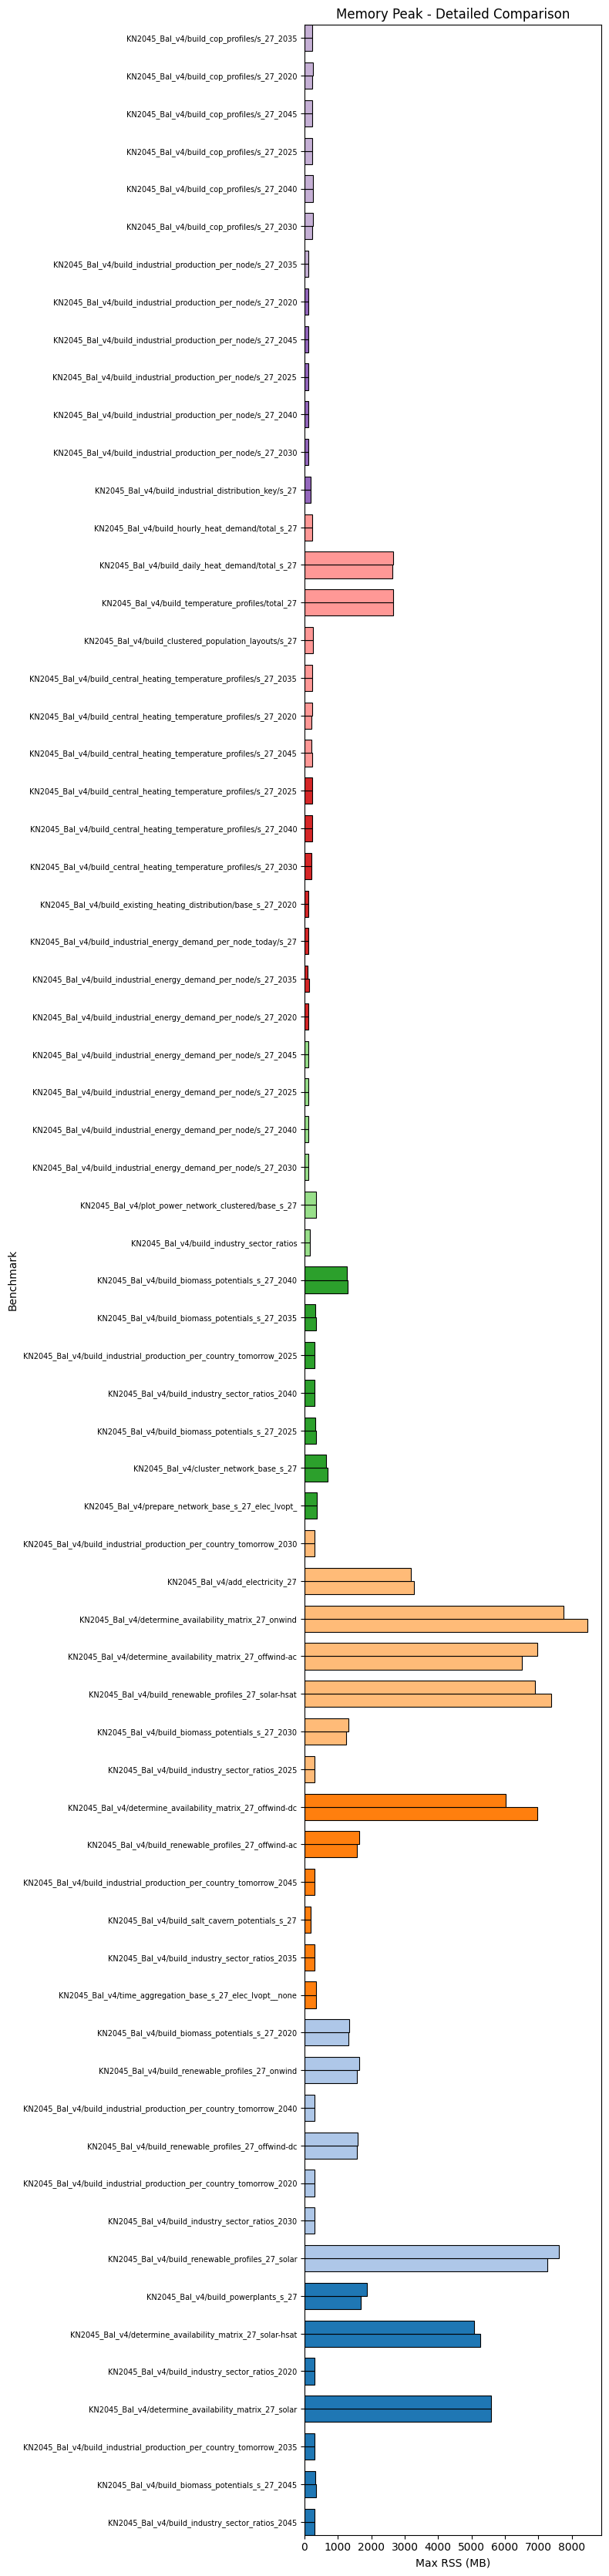 Memory Peak - Detailed Comparison
KN2045_Bal_v4/build_cop_profiles/s_27_2035
KN2045_Bal_v4/build_cop_profiles/s_27_2020
KN2045_Bal_v4/build_cop_profiles/s_27_2045
KN2045_Bal_v4/build_cop_profiles/s_27_2025
KN2045_Bal_v4/build_cop_profiles/s_27_2040
KN2045_Bal_v4/build_cop_profiles/s_27_2030
KN2045_Bal_v4/build_industrial_production_per_node/s_27_2035
KN2045_Bal_v4/build_industrial_production_per_node/s_27_2020
KN2045_Bal_v4/build_industrial_production_per_node/s_27_2045
KN2045_Bal_v4/build_industrial_production_per_node/s_27_2025
KN2045_Bal_v4/build_industrial_production_per_node/s_27_2040
KN2045_Bal_v4/build_industrial_production_per_node/s_27_2030
KN2045_Bal_v4/build_industrial_distribution_key/s_27
KN2045_Bal_v4/build_hourly_heat_demand/total_s_27
KN2045_Bal_v4/build_daily_heat_demand/total_s_27
KN2045_Bal_v4/build_temperature_profiles/total_27
KN2045_Bal_v4/build_clustered_population_layouts/s_27
KN2045_Bal_v4/build_central_heating_temperature_profiles/s_27_2035
KN2045_Bal_v4/build_central_heating_temperature_profiles/s_27_2020
KN2045_Bal_v4/build_central_heating_temperature_profiles/s_27_2045
KN2045_Bal_v4/build_central_heating_temperature_profiles/s_27_2025
KN2045_Bal_v4/build_central_heating_temperature_profiles/s_27_2040
KN2045_Bal_v4/build_central_heating_temperature_profiles/s_27_2030
KN2045_Bal_v4/build_existing_heating_distribution/base_s_27_2020
KN2045_Bal_v4/build_industrial_energy_demand_per_node_today/s_27
KN2045_Bal_v4/build_industrial_energy_demand_per_node/s_27_2035
KN2045_Bal_v4/build_industrial_energy_demand_per_node/s_27_2020
KN2045_Bal_v4/build_industrial_energy_demand_per_node/s_27_2045
KN2045_Bal_v4/build_industrial_energy_demand_per_node/s_27_2025
KN2045_Bal_v4/build_industrial_energy_demand_per_node/s_27_2040
KN2045_Bal_v4/build_industrial_energy_demand_per_node/s_27_2030
KN2045_Bal_v4/plot_power_network_clustered/base_s_27
KN2045_Bal_v4/build_industry_sector_ratios
KN2045_Bal_v4/build_biomass_potentials_s_27_2040
KN2045_Bal_v4/build_biomass_potentials_s_27_2035
KN2045_Bal_v4/build_industrial_production_per_country_tomorrow_2025
KN2045_Bal_v4/build_industry_sector_ratios_2040
KN2045_Bal_v4/build_biomass_potentials_s_27_2025
KN2045_Bal_v4/cluster_network_base_s_27
KN2045_Bal_v4/prepare_network_base_s_27_elec_lvopt_
KN2045_Bal_v4/build_industrial_production_per_country_tomorrow_2030
KN2045_Bal_v4/add_electricity_27
KN2045_Bal_v4/determine_availability_matrix_27_onwind
KN2045_Bal_v4/determine_availability_matrix_27_offwind-ac
KN2045_Bal_v4/build_renewable_profiles_27_solar-hsat
KN2045_Bal_v4/build_biomass_potentials_s_27_2030
KN2045_Bal_v4/build_industry_sector_ratios_2025
KN2045_Bal_v4/determine_availability_matrix_27_offwind-dc
KN2045_Bal_v4/build_renewable_profiles_27_offwind-ac
KN2045_Bal_v4/build_industrial_production_per_country_tomorrow_2045
KN2045_Bal_v4/build_salt_cavern_potentials_s_27
KN2045_Bal_v4/build_industry_sector_ratios_2035
KN2045_Bal_v4/time_aggregation_base_s_27_elec_lvopt__none
KN2045_Bal_v4/build_biomass_potentials_s_27_2020
KN2045_Bal_v4/build_renewable_profiles_27_onwind
KN2045_Bal_v4/build_industrial_production_per_country_tomorrow_2040
KN2045_Bal_v4/build_renewable_profiles_27_offwind-dc
KN2045_Bal_v4/build_industrial_production_per_country_tomorrow_2020
KN2045_Bal_v4/build_industry_sector_ratios_2030
KN2045_Bal_v4/build_renewable_profiles_27_solar
KN2045_Bal_v4/build_powerplants_s_27
KN2045_Bal_v4/determine_availability_matrix_27_solar-hsat
KN2045_Bal_v4/build_industry_sector_ratios_2020
KN2045_Bal_v4/determine_availability_matrix_27_solar
KN2045_Bal_v4/build_industrial_production_per_country_tomorrow_2035
KN2045_Bal_v4/build_biomass_potentials_s_27_2045
KN2045_Bal_v4/build_industry_sector_ratios_2045
Benchmark
0 1000 2000 3000 4000 5000 6000 7000 8000
Max RSS (MB)